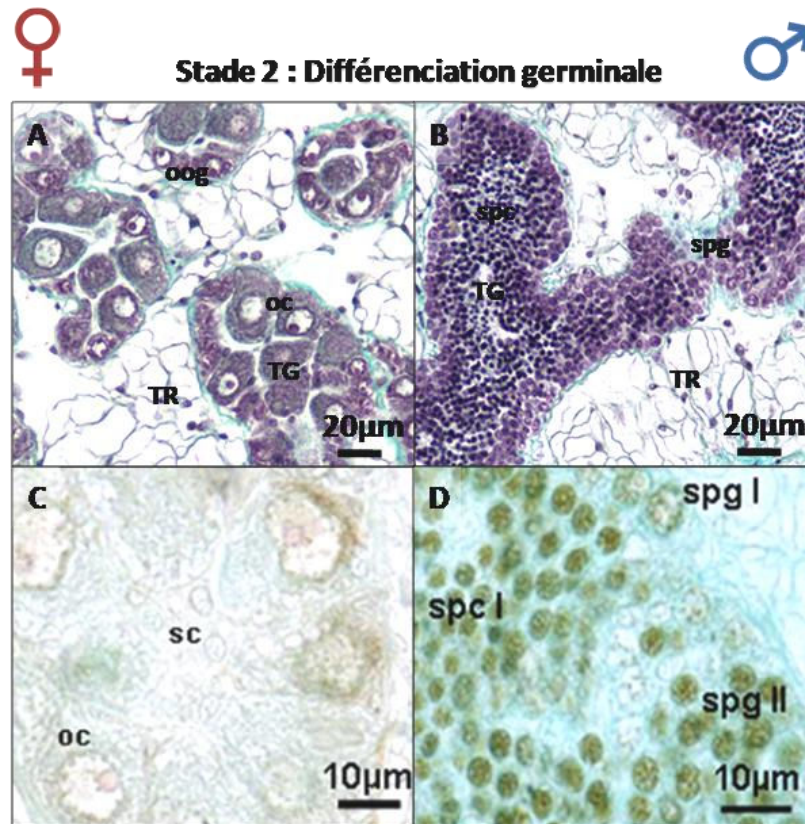 Stade 2 : Différenciation germinale
A
oog
oc
TG
TR
20µm
B
spc
spg
TG
TR
20µm
C
sc
oc
10µm
D
spg I
spc I
spg II
10µm